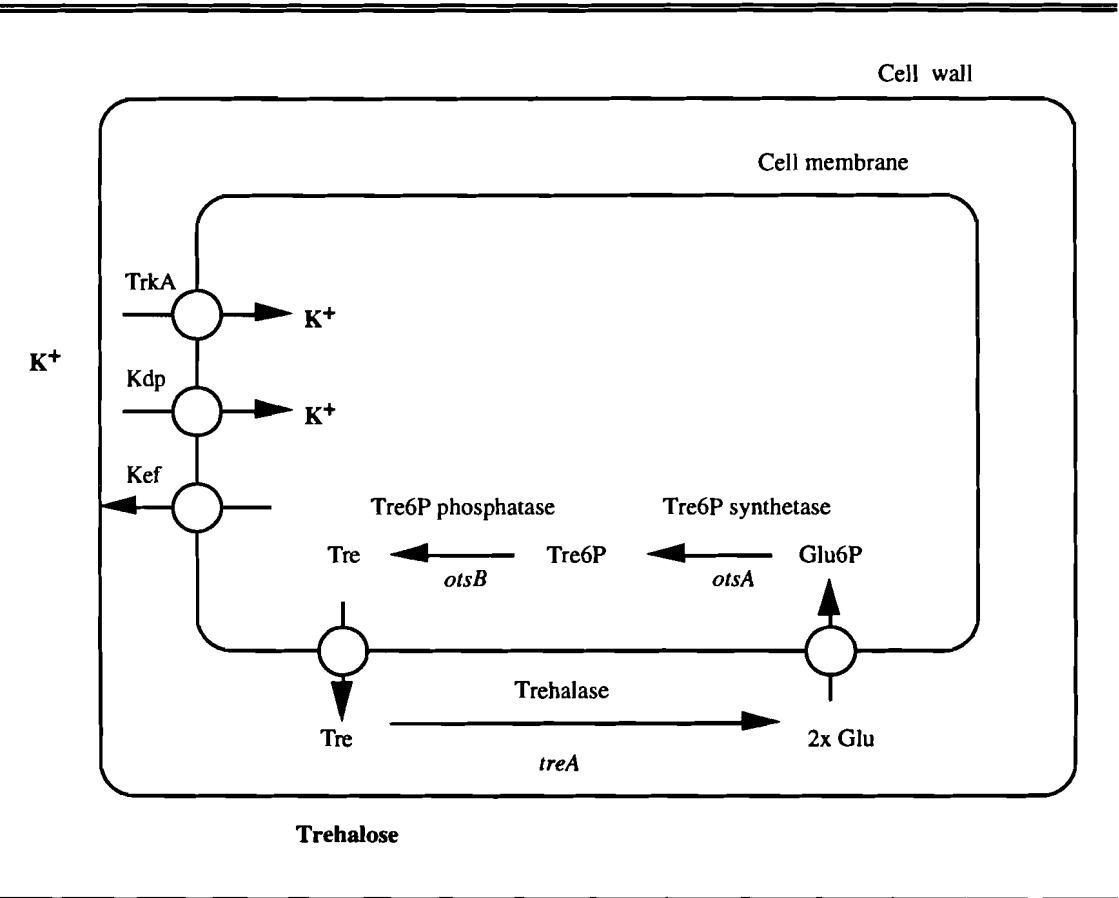 Cell wall
Cell membrane
TrkA
K+
K+
Kdp
K+
Kef
Tre6P phosphatase Tre6P synthetase
Tre Tre6P Glu6P
otsB otsA
Trehalase
Tre 2x Glu
treA
Trehalose